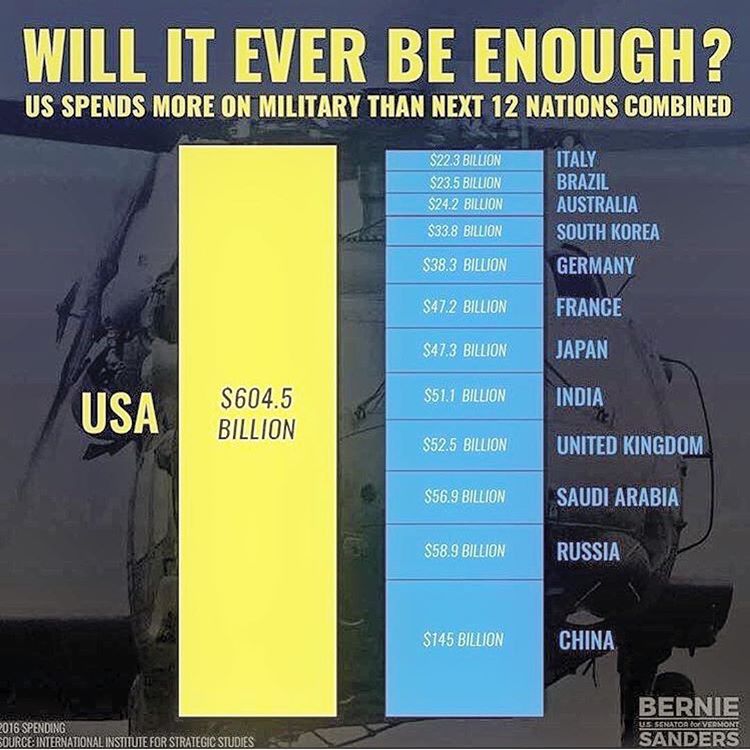 WILL IT EVER BE ENOUGH?
US SPENDS MORE ON MILITARY THAN NEXT 12 NATIONS COMBINED
USA
$604.5
BILLION
$22.3 BILLION ITALY
$23.5 BILLION BRAZIL
$24.2 BILLION AUSTRALIA
$33.8 BILLION SOUTH KOREA
$38.3 BILLION GERMANY
$47.2 BILLION FRANCE
$47.3 BILLION JAPAN
$51.1 BILLION INDIA
$52.5 BILLION UNITED KINGDOM
$56.9 BILLION SAUDI ARABIA
$58.9 BILLION RUSSIA
$145 BILLION CHINA
2016 SPENDING
SOURCE: INTERNATIONAL INSTITUTE FOR STRATEGIC STUDIES
BERNIE
U.S. SENATOR for VERMONT
SANDERS